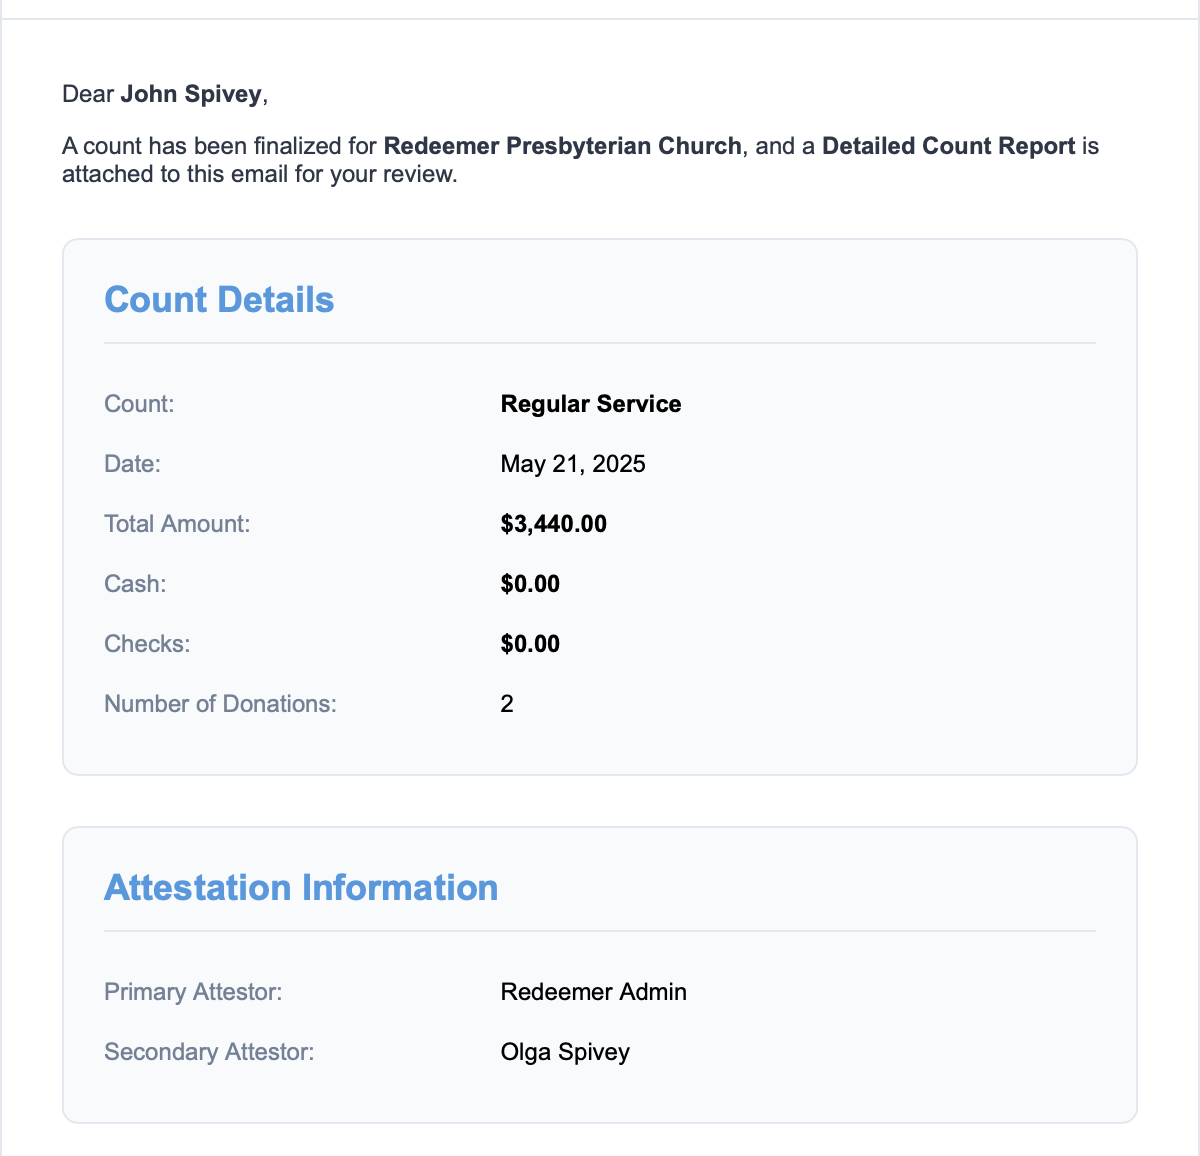 Dear John Spivey,
A count has been finalized for Redeemer Presbyterian Church, and a Detailed Count Report is
attached to this email for your review.
Count Details
Count: Regular Service
Date: May 21, 2025
Total Amount: $3,440.00
Cash: $0.00
Checks: $0.00
Number of Donations: 2
Attestation Information
Primary Attestor: Redeemer Admin
Secondary Attestor: Olga Spivey